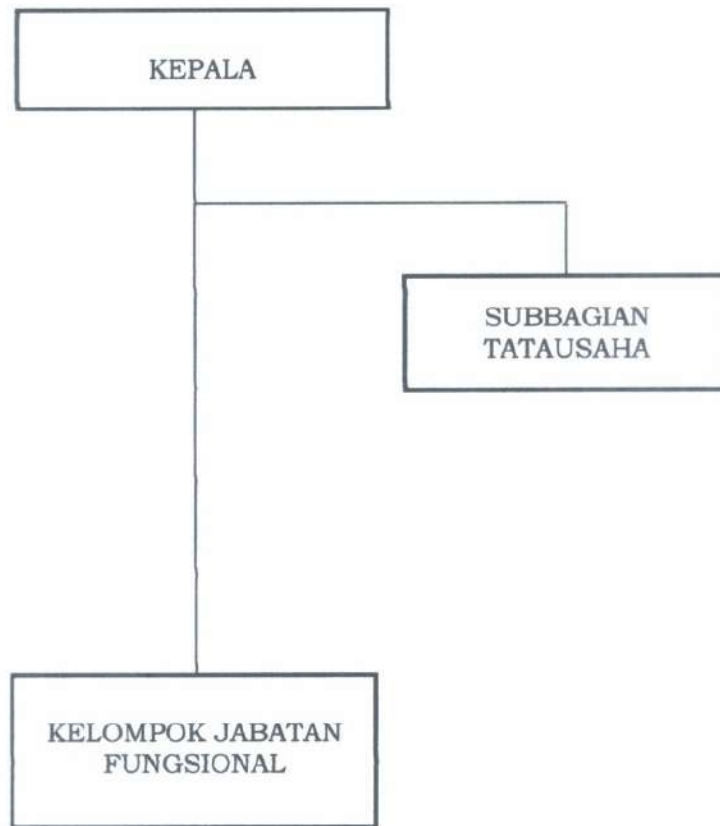 KEPALA
SUBBAGIAN
TATAUSAHA
KELOMPOK JABATAN
FUNGSIONAL